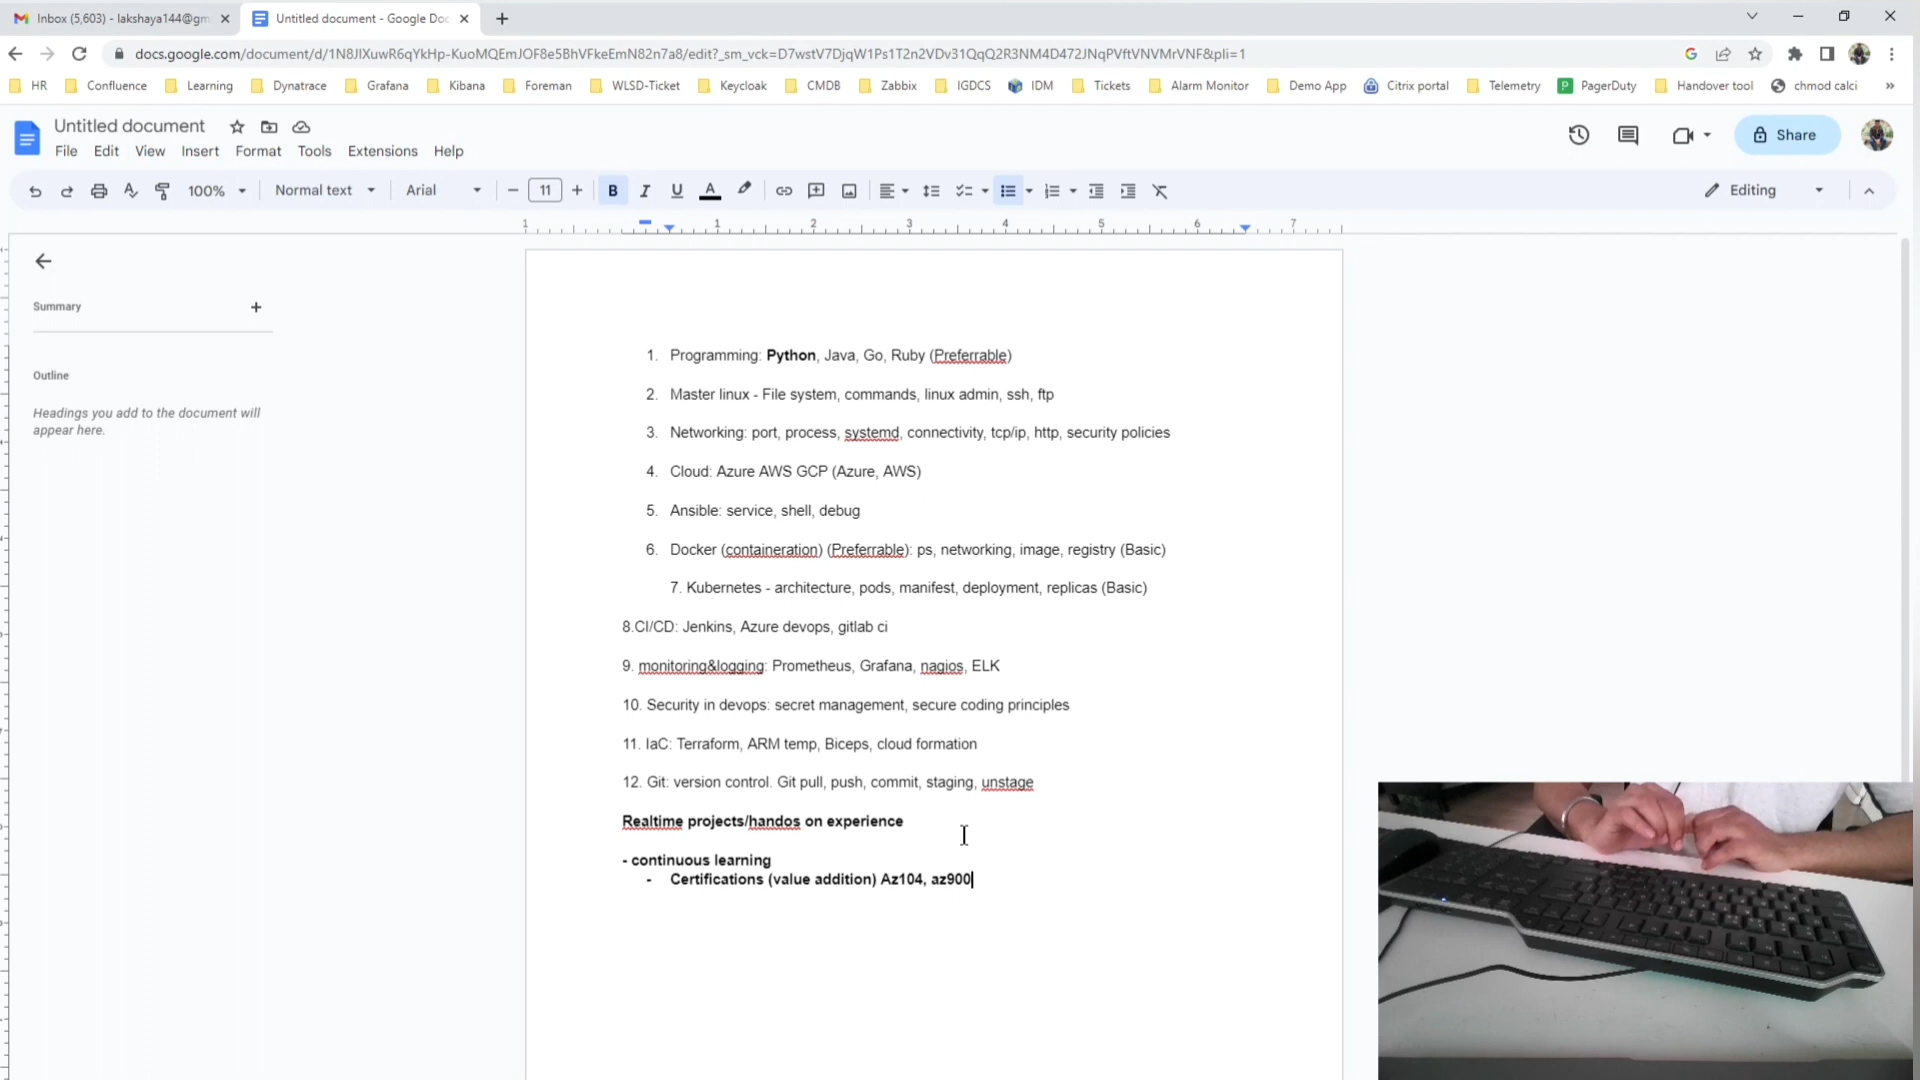 Inbox (5,603) - lakshaya144@gm
Untitled document - Google Doc
docs.google.com/document/d/1N8JlXuwR6qYkHp-KuoMQEmJOF8e5BhVFkeEmN82n7a8/edit?_sm_vck=D7wstV7DjqW1Ps1T2n2VDv31QqQ2R3NM4D472JNqPVftVNVMrVNF&pli=1
HR Confluence Learning Dynatrace Grafana Kibana Foreman WLSD-Ticket Keycloak CMDB Zabbix IGDCS IDM Tickets Alarm Monitor Demo App Citrix portal Telemetry PagerDuty Handover tool chmod calci
Untitled document
Share
File Edit View Insert Format Tools Extensions Help
100% Normal text Arial 11 Editing
1 1 2 3 4 5 6 7
Summary
Outline
Headings you add to the document will
appear here.
1. Programming: Python, Java, Go, Ruby (Preferrable)
2. Master linux - File system, commands, linux admin, ssh, ftp
3. Networking: port, process, systemd, connectivity, tcp/ip, http, security policies
4. Cloud: Azure AWS GCP (Azure, AWS)
5. Ansible: service, shell, debug
6. Docker (containeration) (Preferrable): ps, networking, image, registry (Basic)
7. Kubernetes - architecture, pods, manifest, deployment, replicas (Basic)
8.CI/CD: Jenkins, Azure devops, gitlab ci
9. monitoring&logging: Prometheus, Grafana, nagios, ELK
10. Security in devops: secret management, secure coding principles
11. IaC: Terraform, ARM temp, Biceps, cloud formation
12. Git: version control. Git pull, push, commit, staging, unstage
Realtime projects/handos on experience
- continuous learning
- Certifications (value addition) Az104, az900